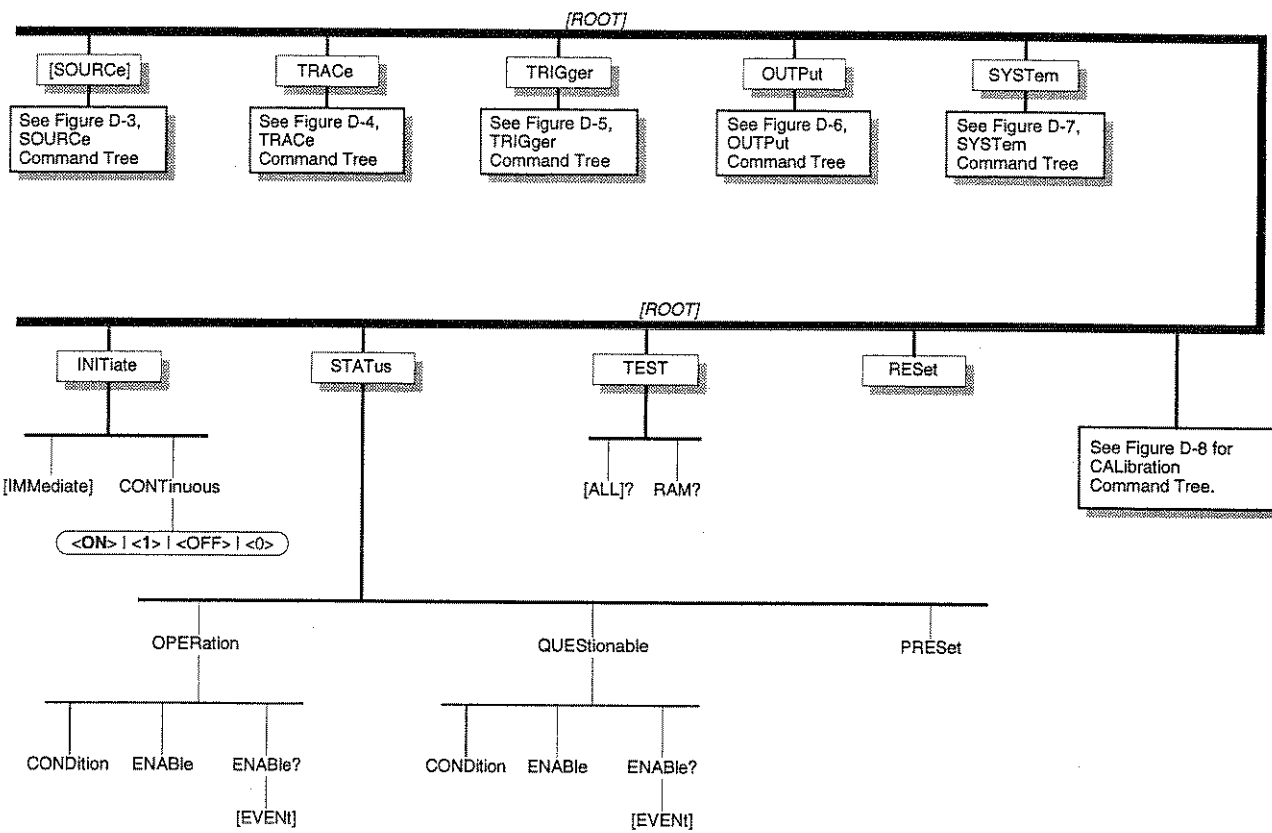 [ROOT]
[SOURCe]
TRACe
TRIGger
OUTPut
SYSTem
See Figure D-3,
SOURCe
Command Tree
See Figure D-4,
TRACe
Command Tree
See Figure D-5,
TRIGger
Command Tree
See Figure D-6,
OUTPut
Command Tree
See Figure D-7,
SYSTem
Command Tree
[ROOT]
INITiate
STATus
TEST
RESet
See Figure D-8 for
CALibration
Command Tree.
[IMMediate]
CONTinuous
[ALL]?
RAM?
<ON> | <1> | <OFF> | <0>
OPERation
QUEStionable
PRESet
CONDition
ENABle
ENABle?
CONDition
ENABle
ENABle?
[EVENt]
[EVENt]